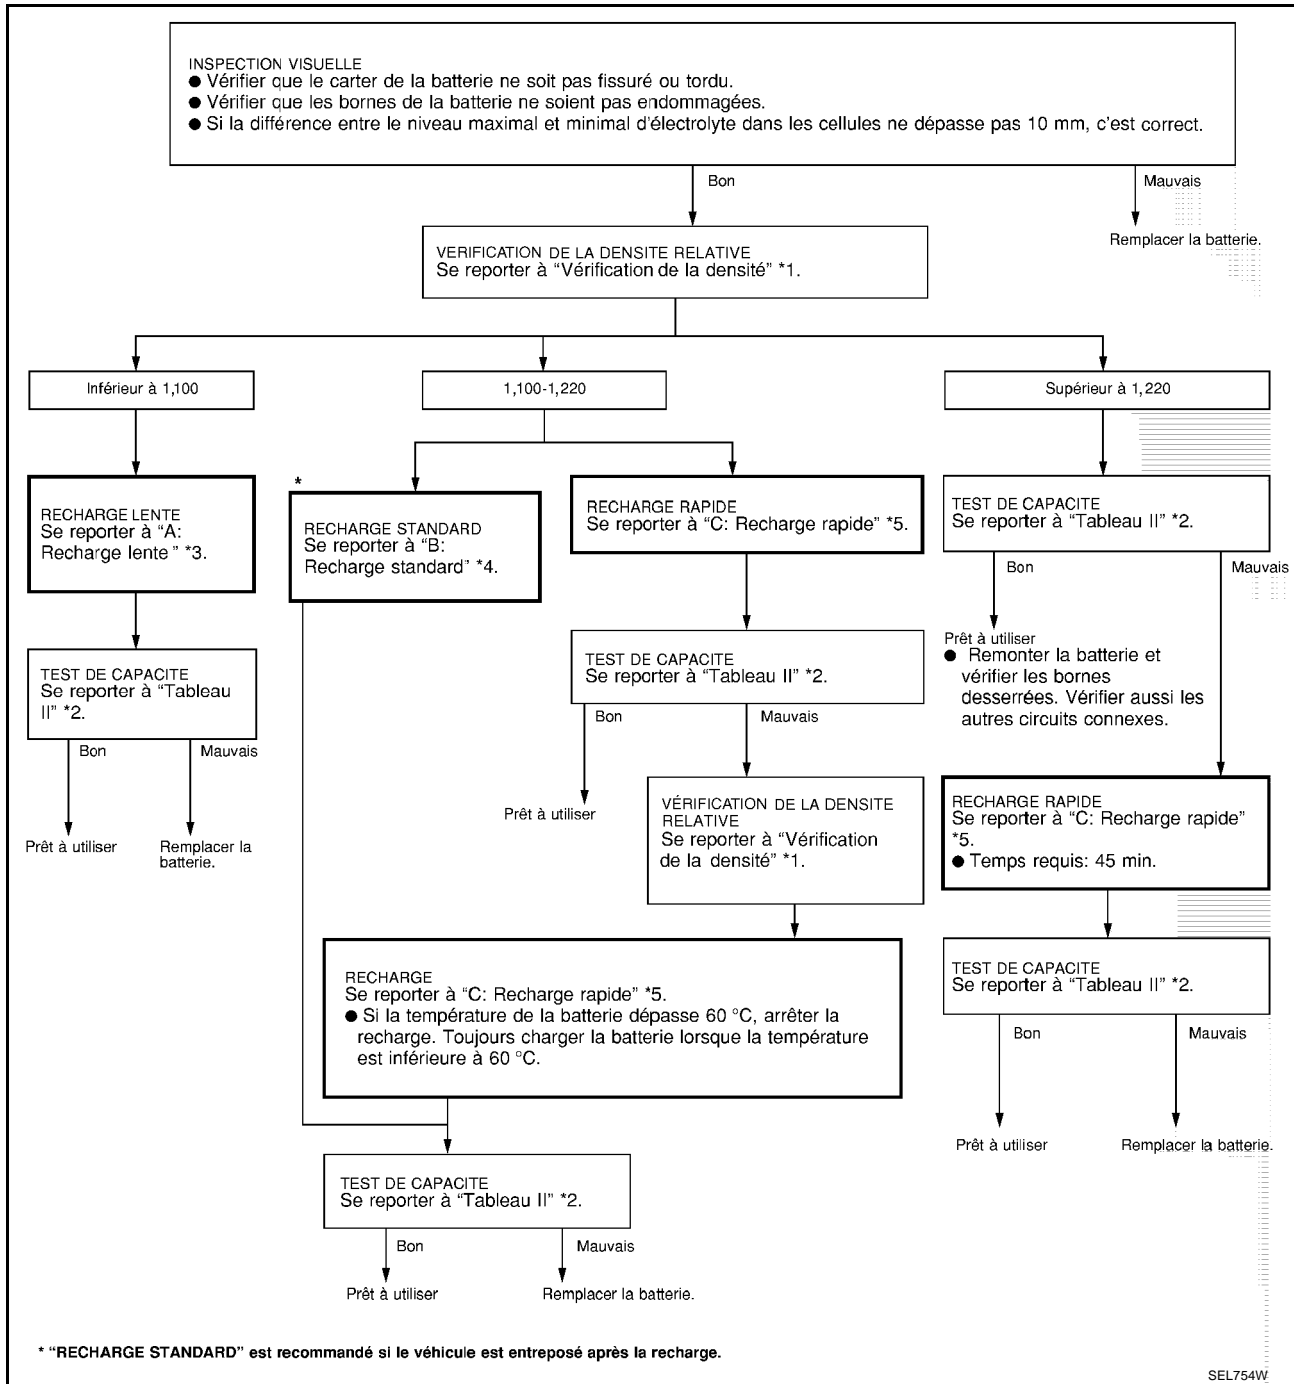 INSPECTION VISUELLE
● Vérifier que le carter de la batterie ne soit pas fissuré ou tordu.
● Vérifier que les bornes de la batterie ne soient pas endommagées.
● Si la différence entre le niveau maximal et minimal d'électrolyte dans les cellules ne dépasse pas 10 mm, c'est correct.
Bon
Mauvais
Remplacer la batterie.
VERIFICATION DE LA DENSITE RELATIVE
Se reporter à “Vérification de la densité” *1.
Inférieur à 1,100
1,100-1,220
Supérieur à 1,220
RECHARGE LENTE
Se reporter à “A:
Recharge lente” *3.
TEST DE CAPACITE
Se reporter à “Tableau
II” *2.
Bon
Mauvais
Prêt à utiliser
Remplacer la
batterie.
*
RECHARGE STANDARD
Se reporter à “B:
Recharge standard” *4.
RECHARGE RAPIDE
Se reporter à “C: Recharge rapide” *5.
TEST DE CAPACITE
Se reporter à “Tableau II” *2.
Bon
Mauvais
Prêt à utiliser
VÉRIFICATION DE LA DENSITE
RELATIVE
Se reporter à “Vérification
de la densité” *1.
RECHARGE
Se reporter à “C: Recharge rapide” *5.
● Si la température de la batterie dépasse 60 °C, arrêter la
recharge. Toujours charger la batterie lorsque la température
est inférieure à 60 °C.
TEST DE CAPACITE
Se reporter à “Tableau II” *2.
Bon
Mauvais
Prêt à utiliser
Remplacer la batterie.
TEST DE CAPACITE
Se reporter à “Tableau II” *2.
Bon
Mauvais
Prêt à utiliser
● Remonter la batterie et
vérifier les bornes
desserrées. Vérifier aussi les
autres circuits connexes.
RECHARGE RAPIDE
Se reporter à “C: Recharge rapide”
*5.
● Temps requis: 45 min.
TEST DE CAPACITE
Se reporter à “Tableau II” *2.
Bon
Mauvais
Prêt à utiliser
Remplacer la batterie.
* “RECHARGE STANDARD” est recommandé si le véhicule est entreposé après la recharge.
SEL754W